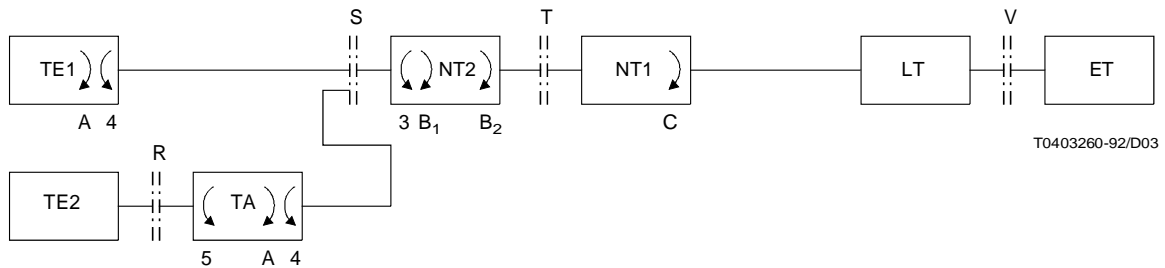 S T V
TE1 NT2 NT1 LT ET
A 4 3 B₁ B₂ C
T0403260-92/D03
R
TE2 TA
5 A 4